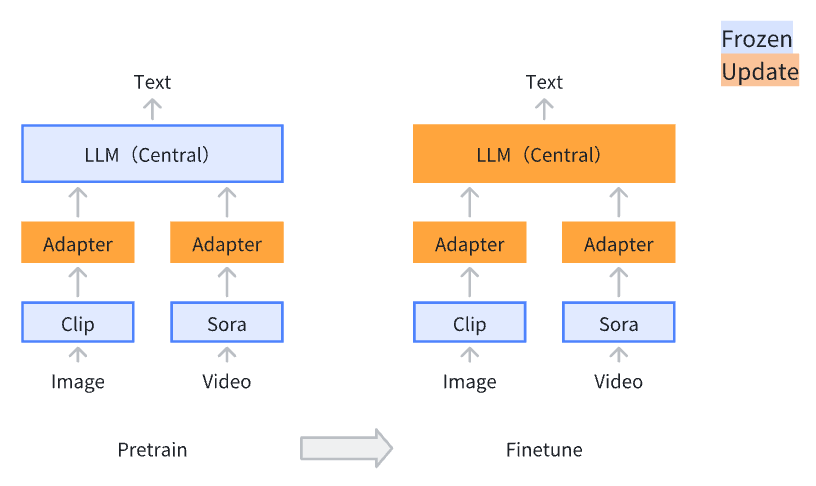 Frozen
Update
Text
Text
LLM（Central）
LLM（Central）
Adapter
Adapter
Adapter
Adapter
Clip
Sora
Clip
Sora
Image
Video
Image
Video
Pretrain
Finetune